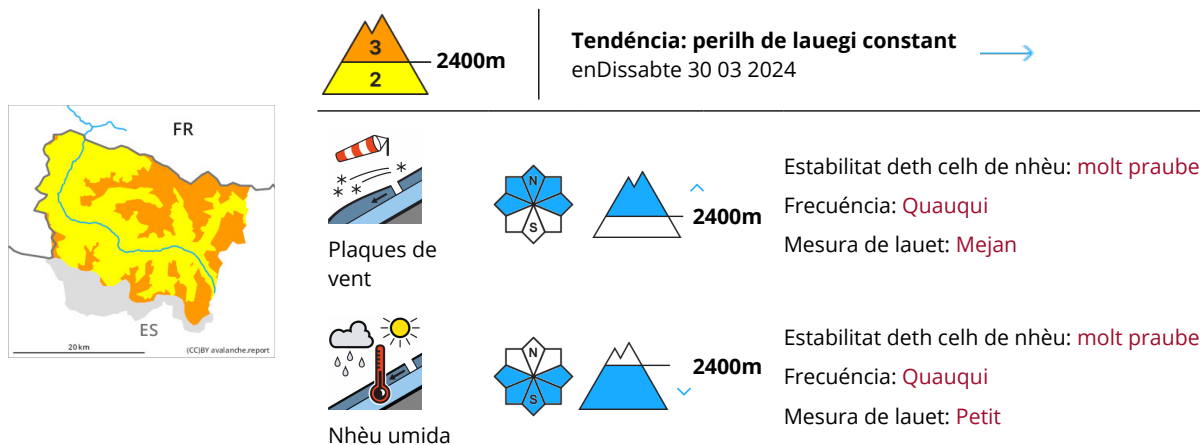 3
2
2400m
Tendéncia: perilh de lauegi constant
enDissabte 30 03 2024
FR
ES
20 km
(CC)BY avalanche.report
N
S
2400m
Plaques de
vent
Estabilitat deth celh de nhèu: molt praube
Frecuéncia: Quauqui
Mesura de lauet: Mejan
N
S
2400m
Nhèu umida
Estabilitat deth celh de nhèu: molt praube
Frecuéncia: Quauqui
Mesura de lauet: Petit